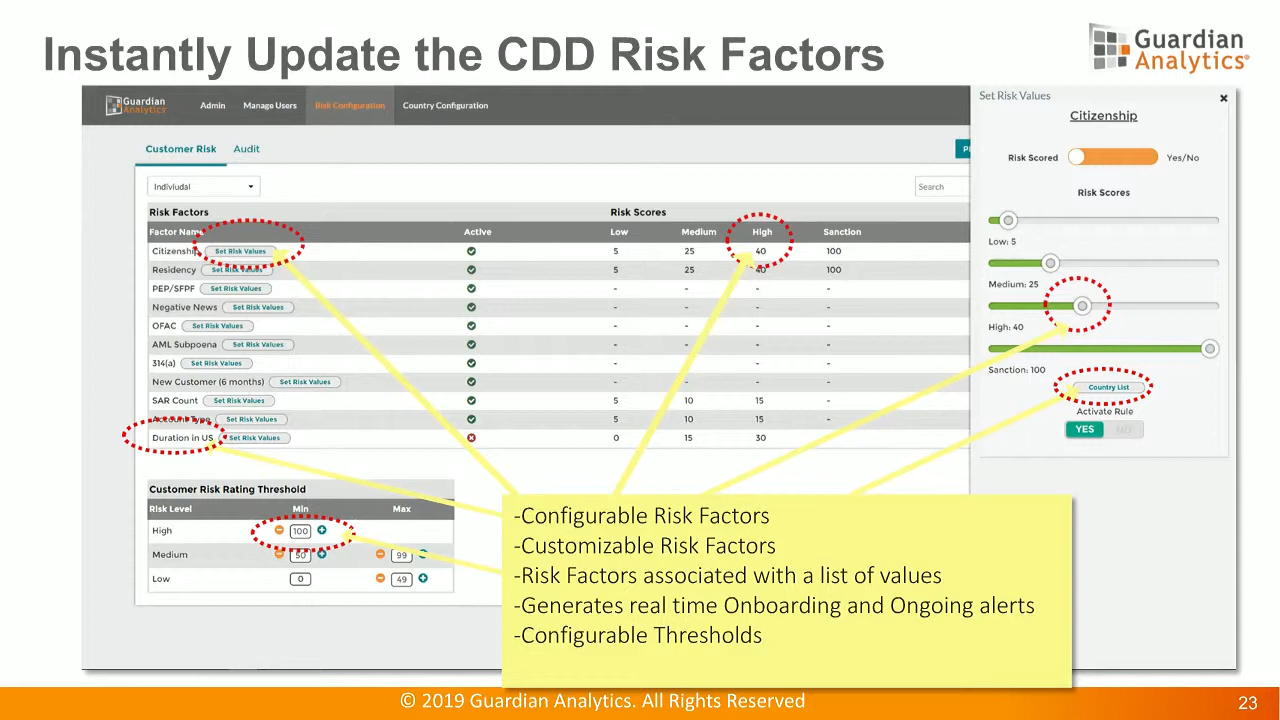 Instantly Update the CDD Risk Factors
Guardian Analytics®
Guardian Analytics Admin Manage Users Risk Configuration Country Configuration
Customer Risk Audit
Indiviudal Search
Risk Factors Risk Scores
Factor Name Active Low Medium High Sanction
Citizenship Set Risk Values 5 25 40 100
Residency Set Risk Values 5 25 40 100
PEP/SFPF Set Risk Values - - - -
Negative News Set Risk Values - - - -
OFAC Set Risk Values - - - -
AML Subpoena Set Risk Values - - - -
314(a) Set Risk Values - - - -
New Customer (6 months) Set Risk Values - - - -
SAR Count Set Risk Values 5 10 15 -
Account Type Set Risk Values 5 10 15 -
Duration in US Set Risk Values 0 15 30
Customer Risk Rating Threshold
Risk Level Min Max
High 100
Medium 50 99
Low 0 49
Set Risk Values
Citizenship
Risk Scored Yes/No
Risk Scores
Low: 5
Medium: 25
High: 40
Sanction: 100
Country List
Activate Rule
YES NO
-Configurable Risk Factors
-Customizable Risk Factors
-Risk Factors associated with a list of values
-Generates real time Onboarding and Ongoing alerts
-Configurable Thresholds
© 2019 Guardian Analytics. All Rights Reserved
23